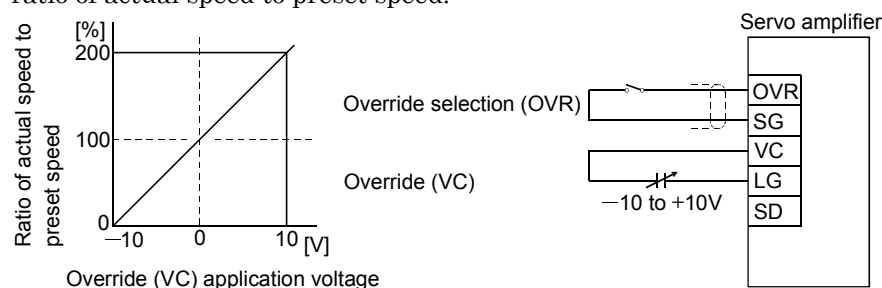 ratio of actual speed to preset speed.
[%]
200
100
0
Ratio of actual speed to
preset speed
－10
0
10
[V]
Override (VC) application voltage
Override selection (OVR)
Override (VC)
－10 to +10V
Servo amplifier
OVR
SG
VC
LG
SD